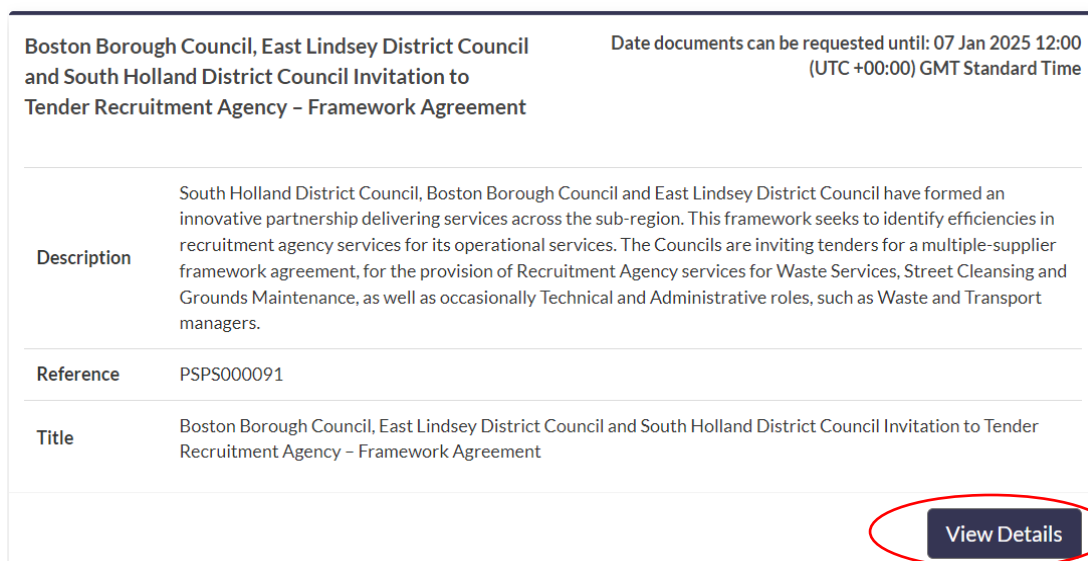 Boston Borough Council, East Lindsey District Council
and South Holland District Council Invitation to
Tender Recruitment Agency – Framework Agreement
Date documents can be requested until: 07 Jan 2025 12:00
(UTC +00:00) GMT Standard Time
Description
South Holland District Council, Boston Borough Council and East Lindsey District Council have formed an
innovative partnership delivering services across the sub-region. This framework seeks to identify efficiencies in
recruitment agency services for its operational services. The Councils are inviting tenders for a multiple-supplier
framework agreement, for the provision of Recruitment Agency services for Waste Services, Street Cleansing and
Grounds Maintenance, as well as occasionally Technical and Administrative roles, such as Waste and Transport
managers.
Reference
PSPS000091
Title
Boston Borough Council, East Lindsey District Council and South Holland District Council Invitation to Tender
Recruitment Agency – Framework Agreement
View Details